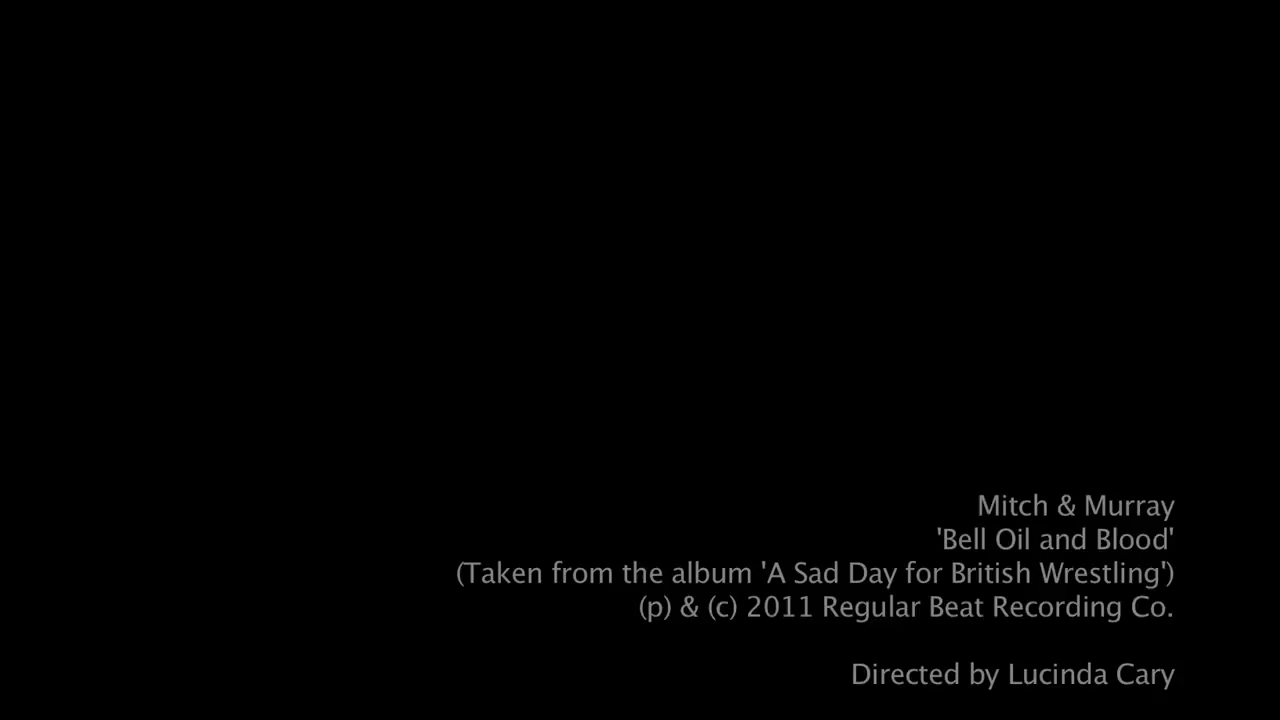 Mitch & Murray
'Bell Oil and Blood'
(Taken from the album 'A Sad Day for British Wrestling')
(p) & (c) 2011 Regular Beat Recording Co.
Directed by Lucinda Cary